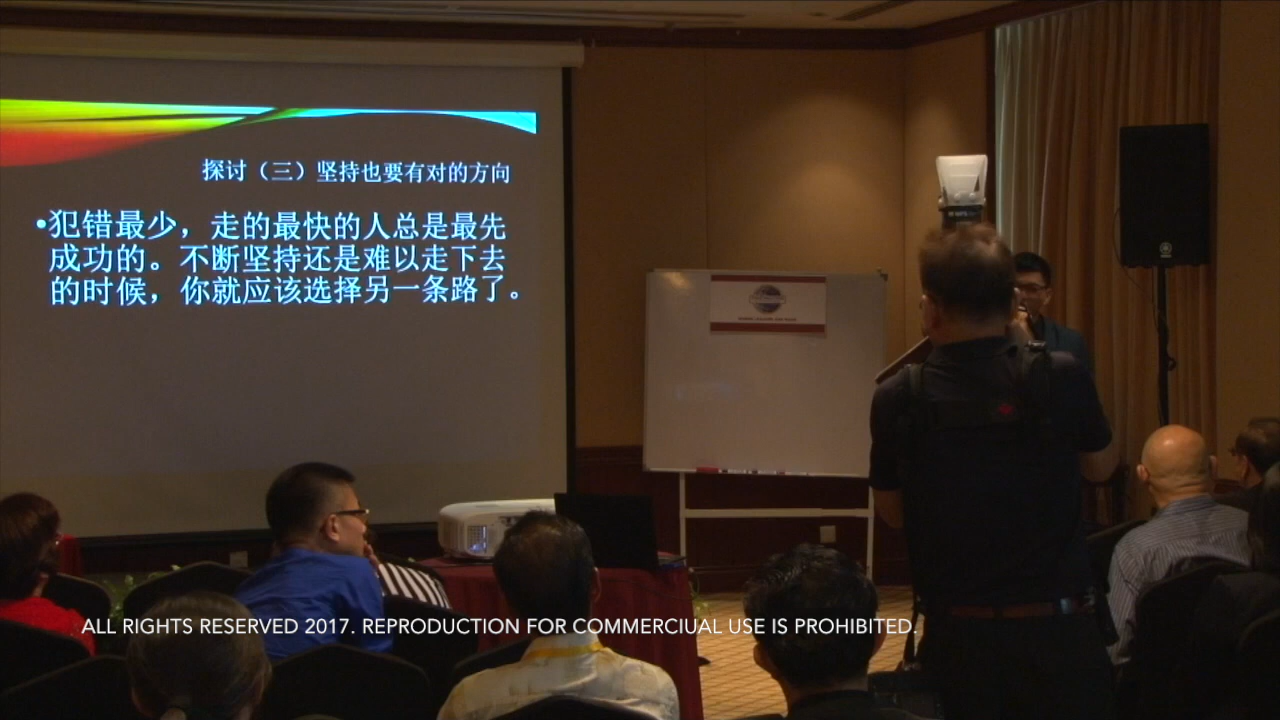 探讨（三）坚持也要有对的方向
•犯错最少，走的最快的人总是最先
成功的。不断坚持还是难以走下去
的时候，你就应该选择另一条路了。
ALL RIGHTS RESERVED 2017. REPRODUCTION FOR COMMERCIUAL USE IS PROHIBITED.